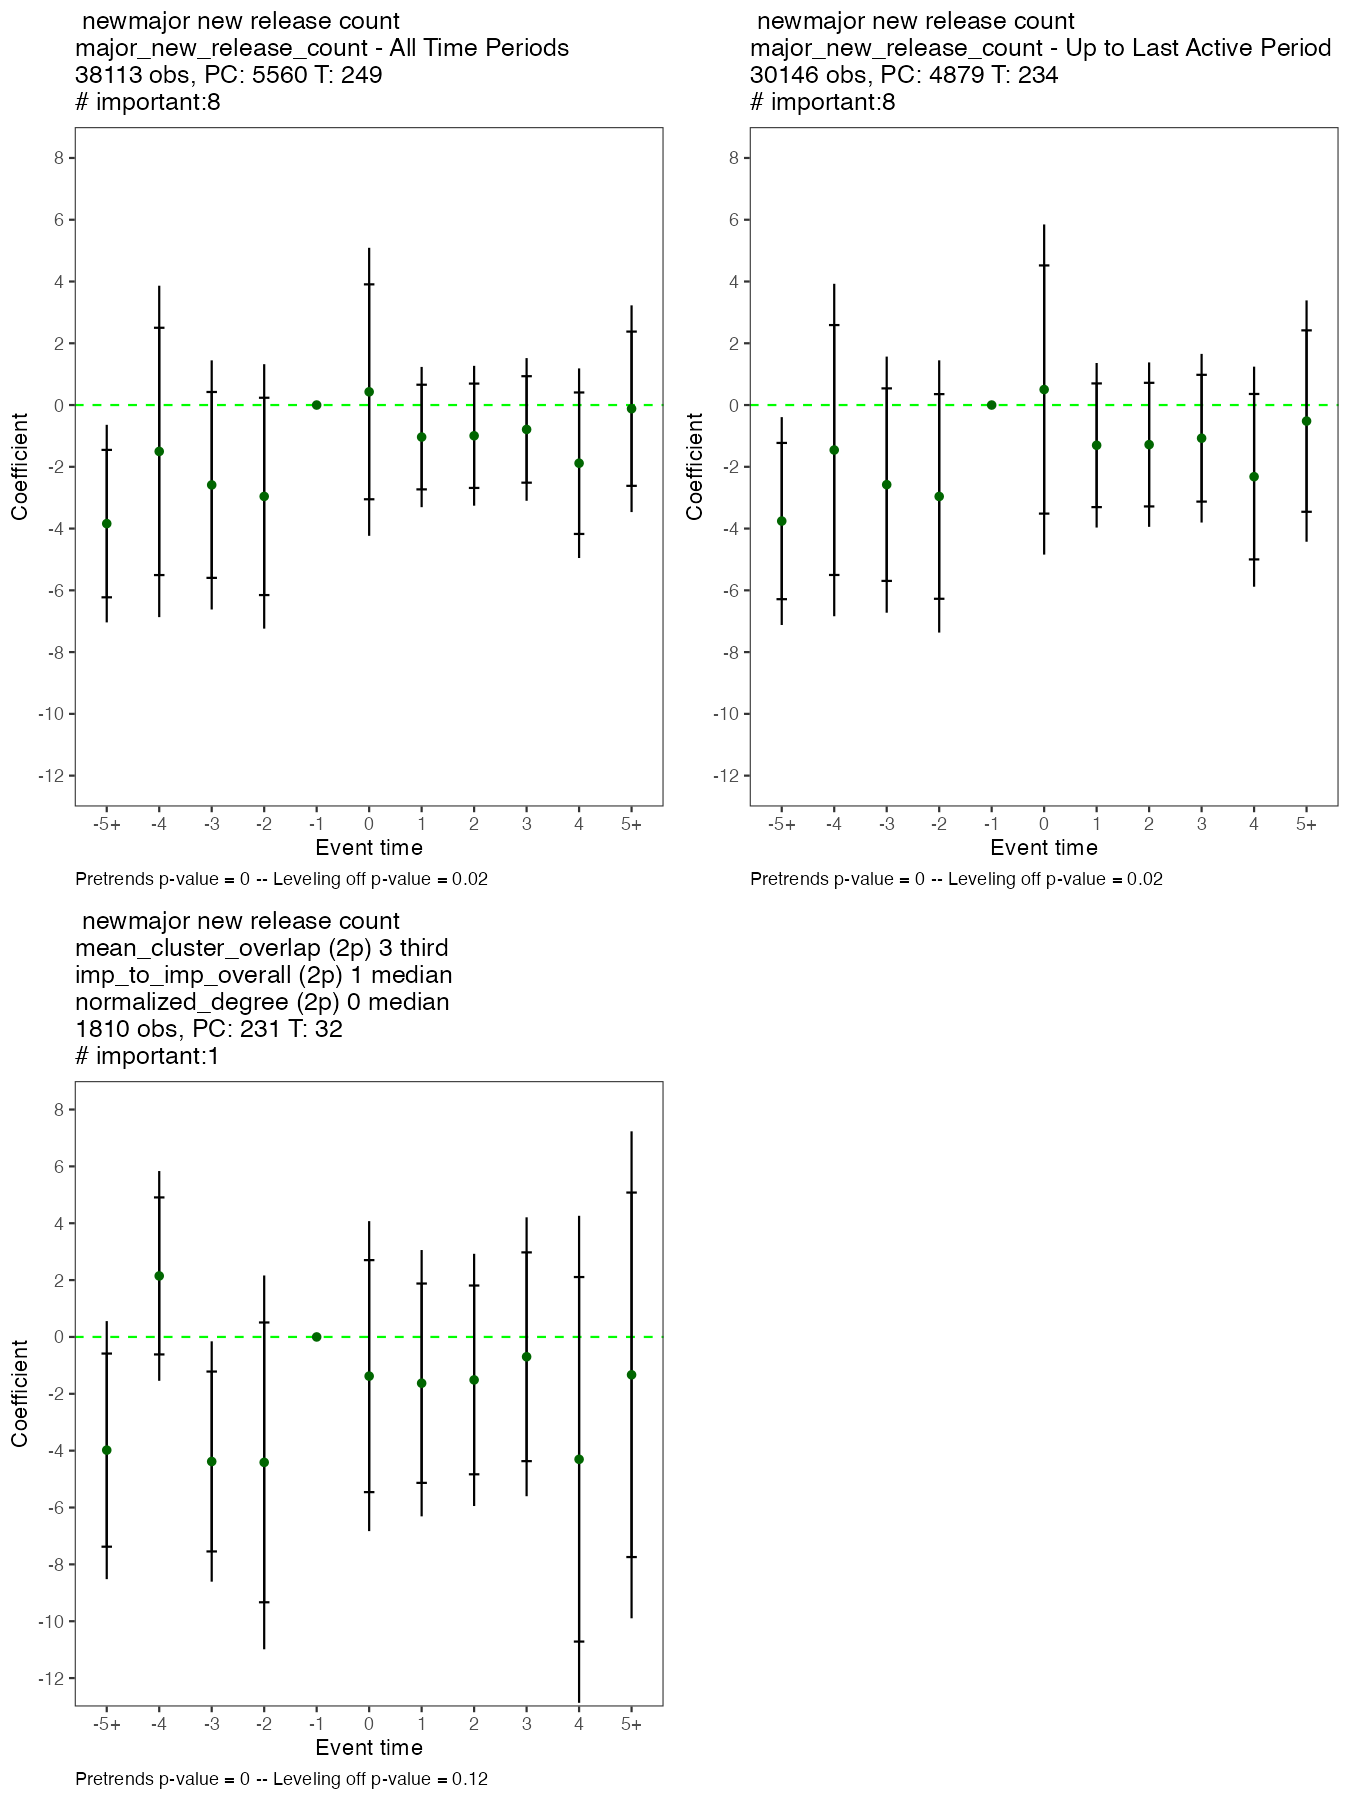 newmajor new release count
major_new_release_count - All Time Periods
38113 obs, PC: 5560 T: 249
# important:8
8
6
4
2
0
-2
-4
-6
-8
-10
-12
Coefficient
-5+ -4 -3 -2 -1 0 1 2 3 4 5+
Event time
Pretrends p-value = 0 -- Leveling off p-value = 0.02
newmajor new release count
major_new_release_count - Up to Last Active Period
30146 obs, PC: 4879 T: 234
# important:8
8
6
4
2
0
-2
-4
-6
-8
-10
-12
Coefficient
-5+ -4 -3 -2 -1 0 1 2 3 4 5+
Event time
Pretrends p-value = 0 -- Leveling off p-value = 0.02
newmajor new release count
mean_cluster_overlap (2p) 3 third
imp_to_imp_overall (2p) 1 median
normalized_degree (2p) 0 median
1810 obs, PC: 231 T: 32
# important:1
8
6
4
2
0
-2
-4
-6
-8
-10
-12
Coefficient
-5+ -4 -3 -2 -1 0 1 2 3 4 5+
Event time
Pretrends p-value = 0 -- Leveling off p-value = 0.12